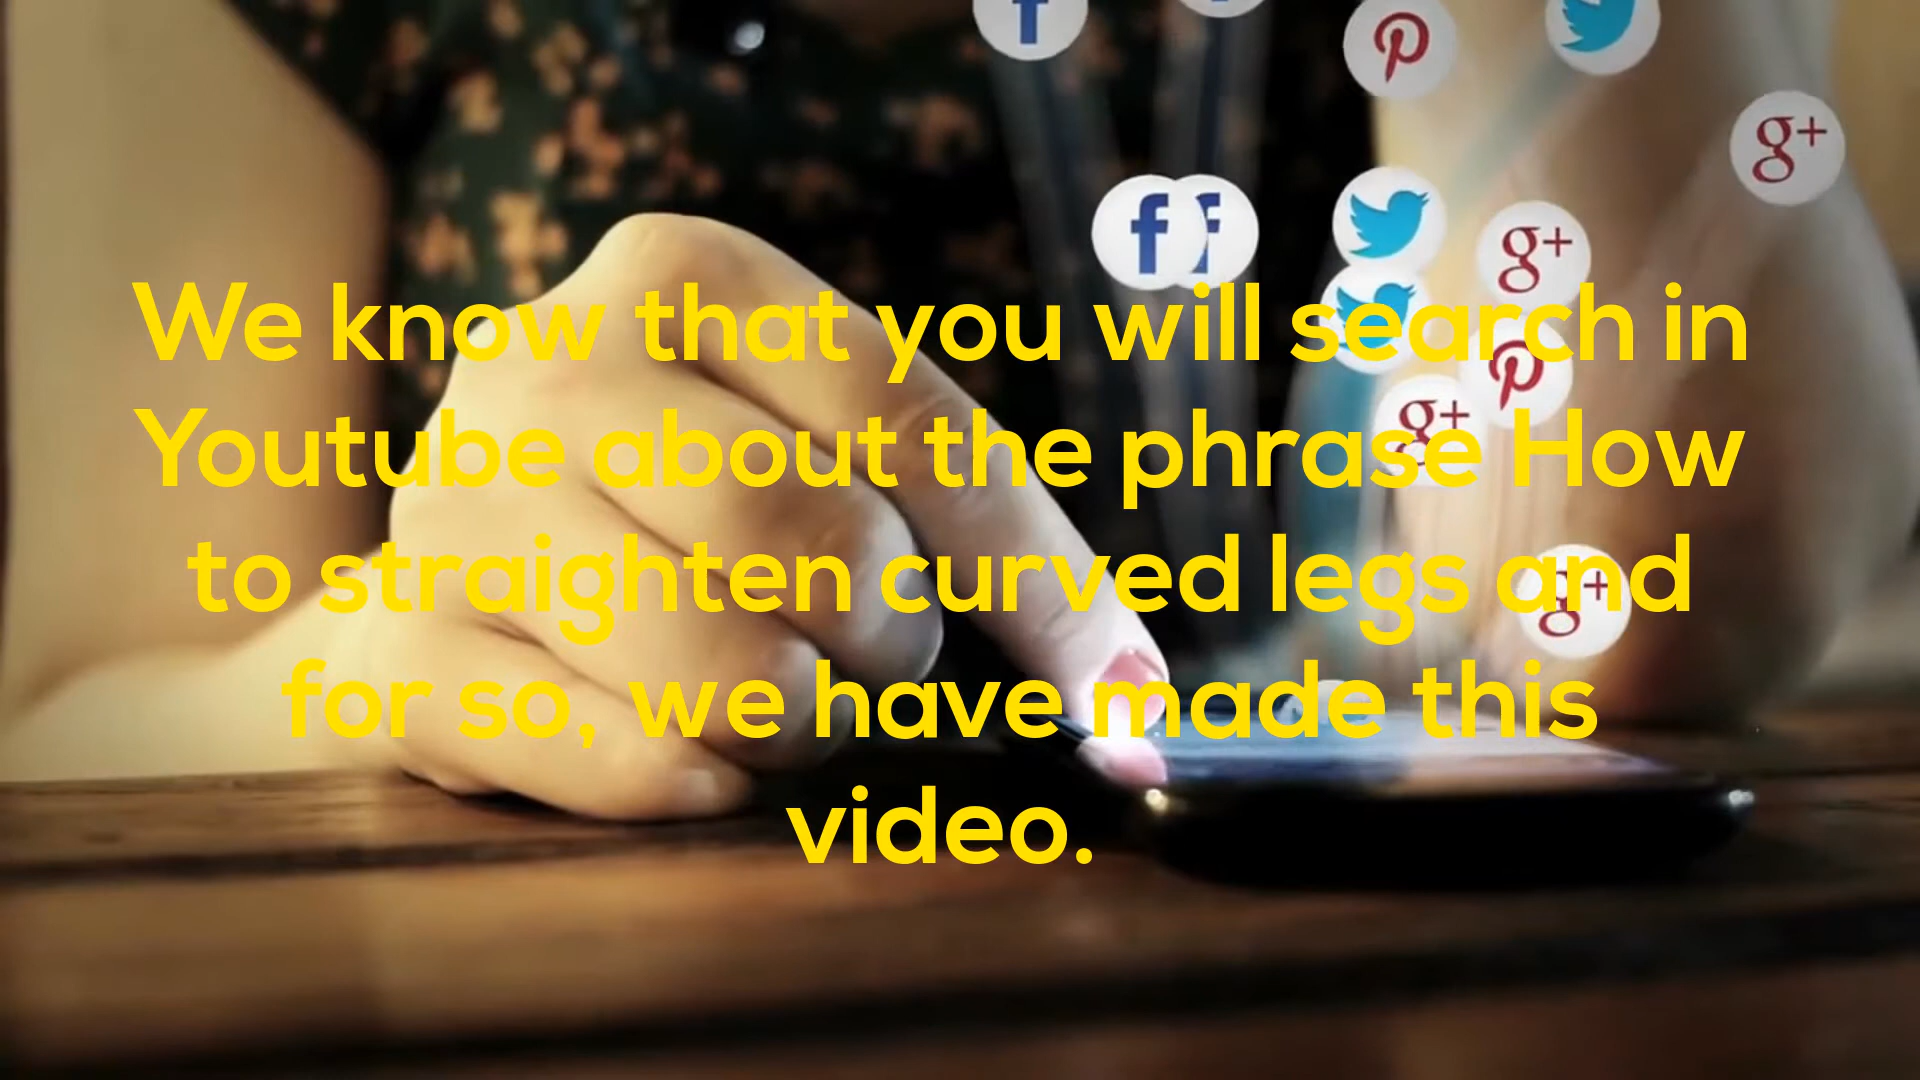 We know that you will search in
Youtube about the phrase How
to straighten curved legs and
for so, we have made this
video.